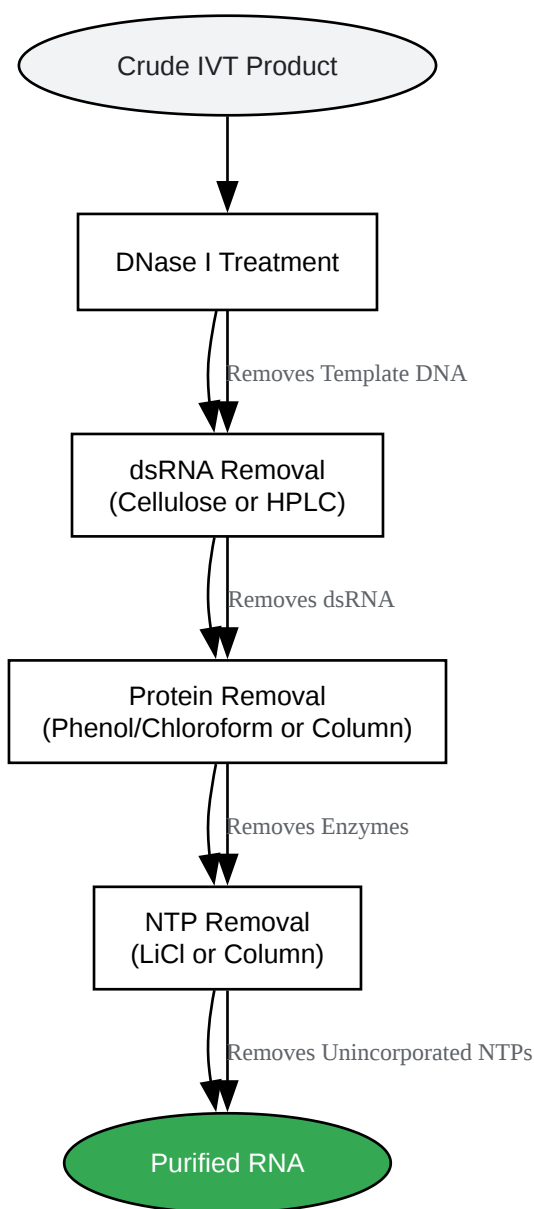 Crude IVT Product
DNase I Treatment
Removes Template DNA
dsRNA Removal
(Cellulose or HPLC)
Removes dsRNA
Protein Removal
(Phenol/Chloroform or Column)
Removes Enzymes
NTP Removal
(LiCl or Column)
Removes Unincorporated NTPs
Purified RNA